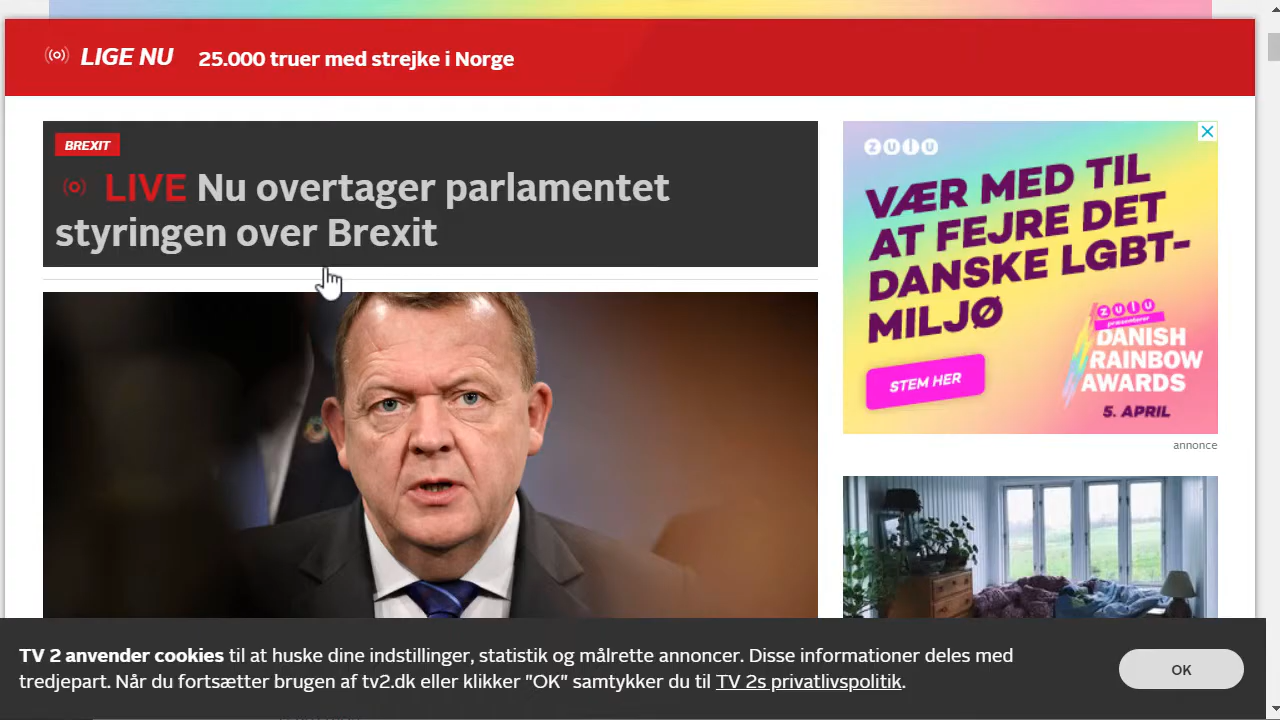 LIGE NU 25.000 truer med strejke i Norge
BREXIT
LIVE Nu overtager parlamentet
styringen over Brexit
ZULU
VÆR MED TIL
AT FEJRE DET
DANSKE LGBT-
MILJØ
STEM HER
ZULU
præsenterer
DANISH
RAINBOW
AWARDS
5. APRIL
annonce
TV 2 anvender cookies til at huske dine indstillinger, statistik og målrette annoncer. Disse informationer deles med
tredjepart. Når du fortsætter brugen af tv2.dk eller klikker "OK" samtykker du til TV 2s privatlivspolitik.
OK